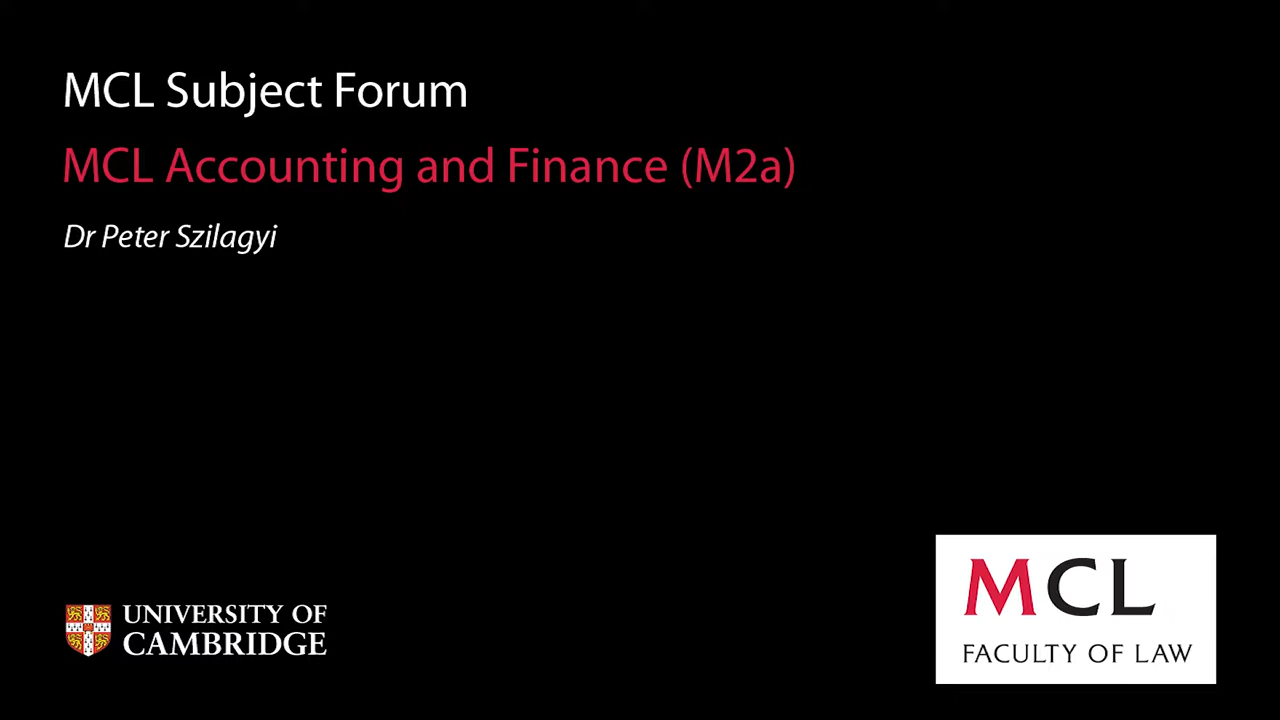 MCL Subject Forum
MCL Accounting and Finance (M2a)
Dr Peter Szilagyi
UNIVERSITY OF
CAMBRIDGE
MCL
FACULTY OF LAW